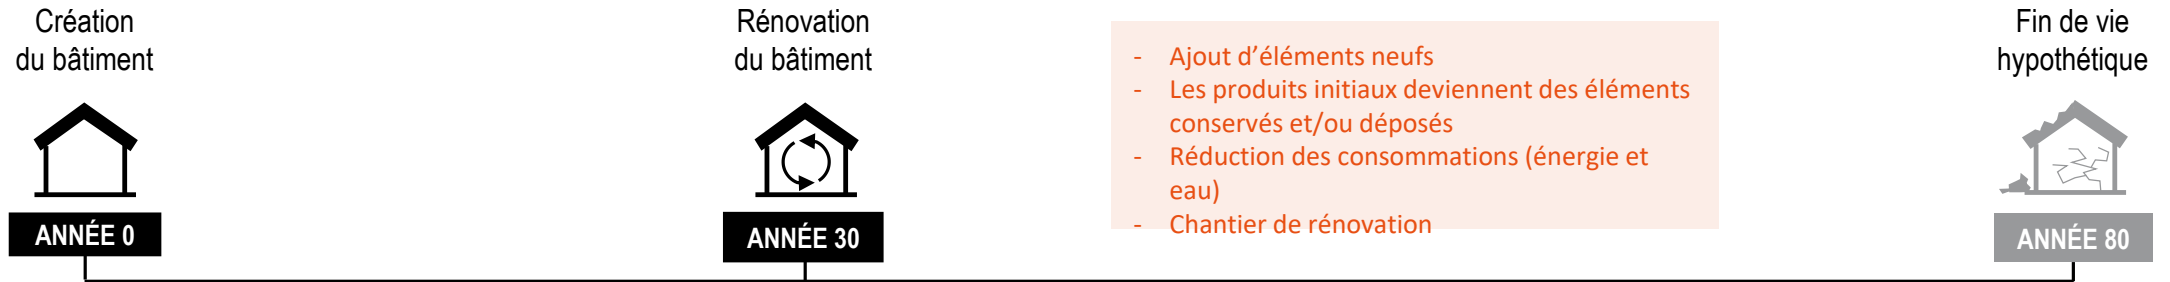 Création
du bâtiment
ANNÉE 0
Rénovation
du bâtiment
ANNÉE 30
- Ajout d’éléments neufs
- Les produits initiaux deviennent des éléments
conservés et/ou déposés
- Réduction des consommations (énergie et
eau)
- Chantier de rénovation
Fin de vie
hypothétique
ANNÉE 80